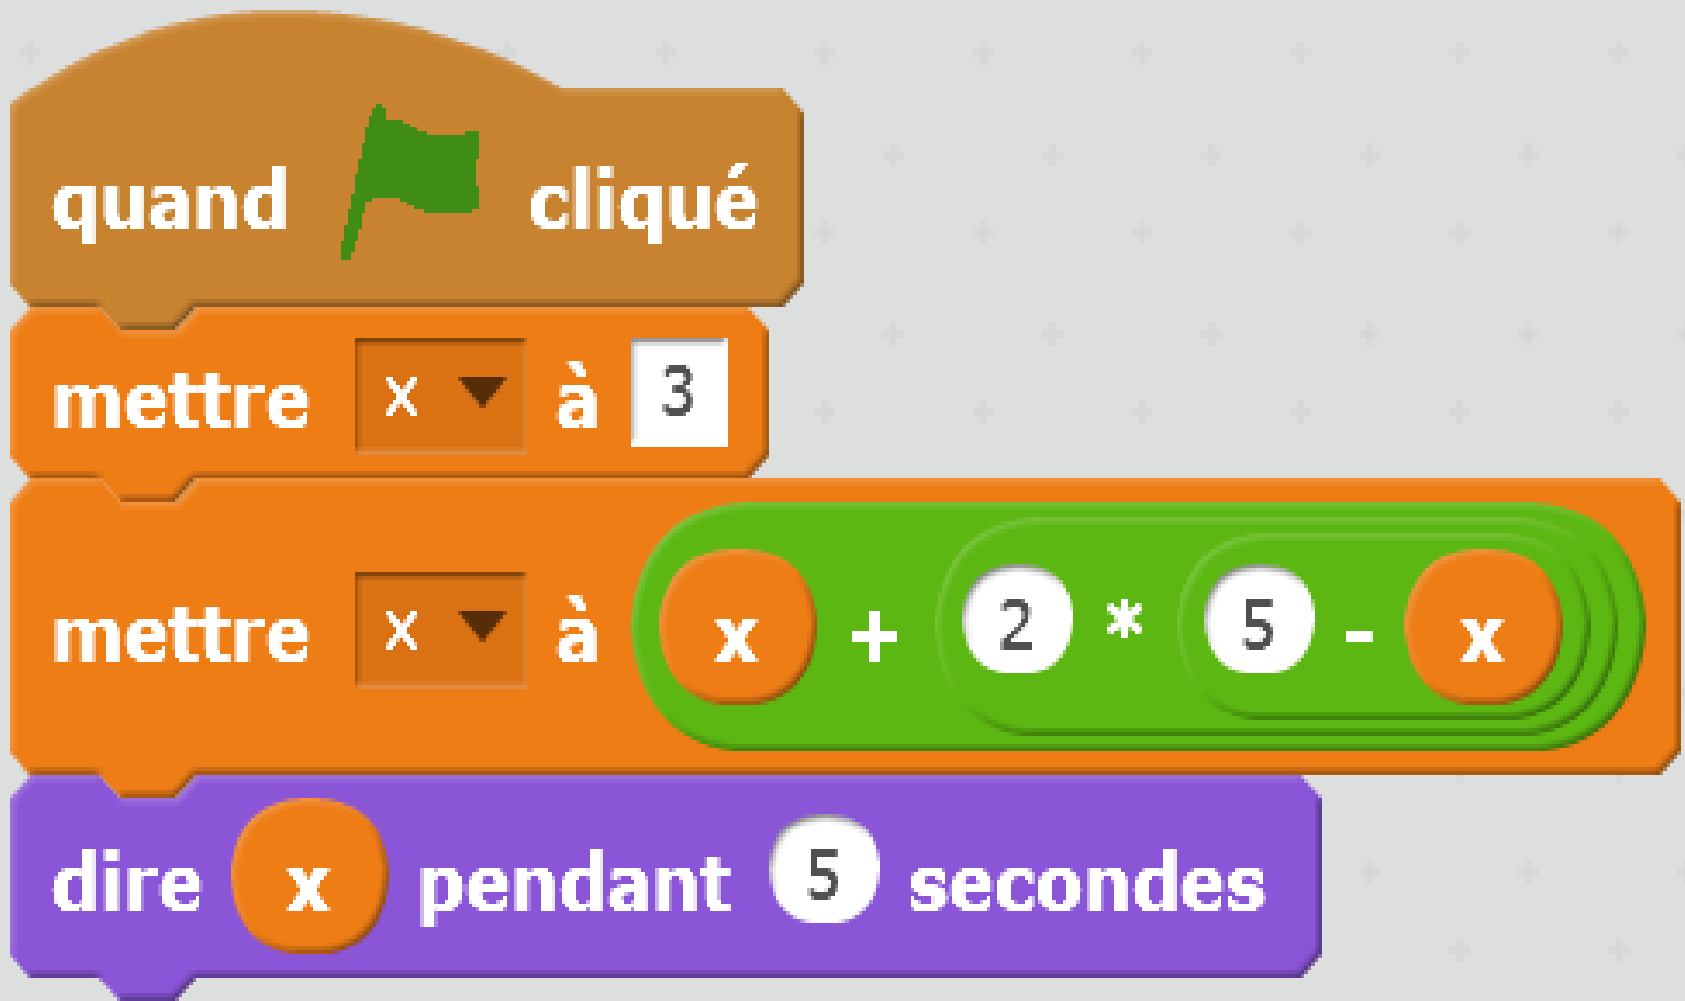 quand cliqué
mettre x à 3
mettre x à x + 2 * 5 - x
dire x pendant 5 secondes